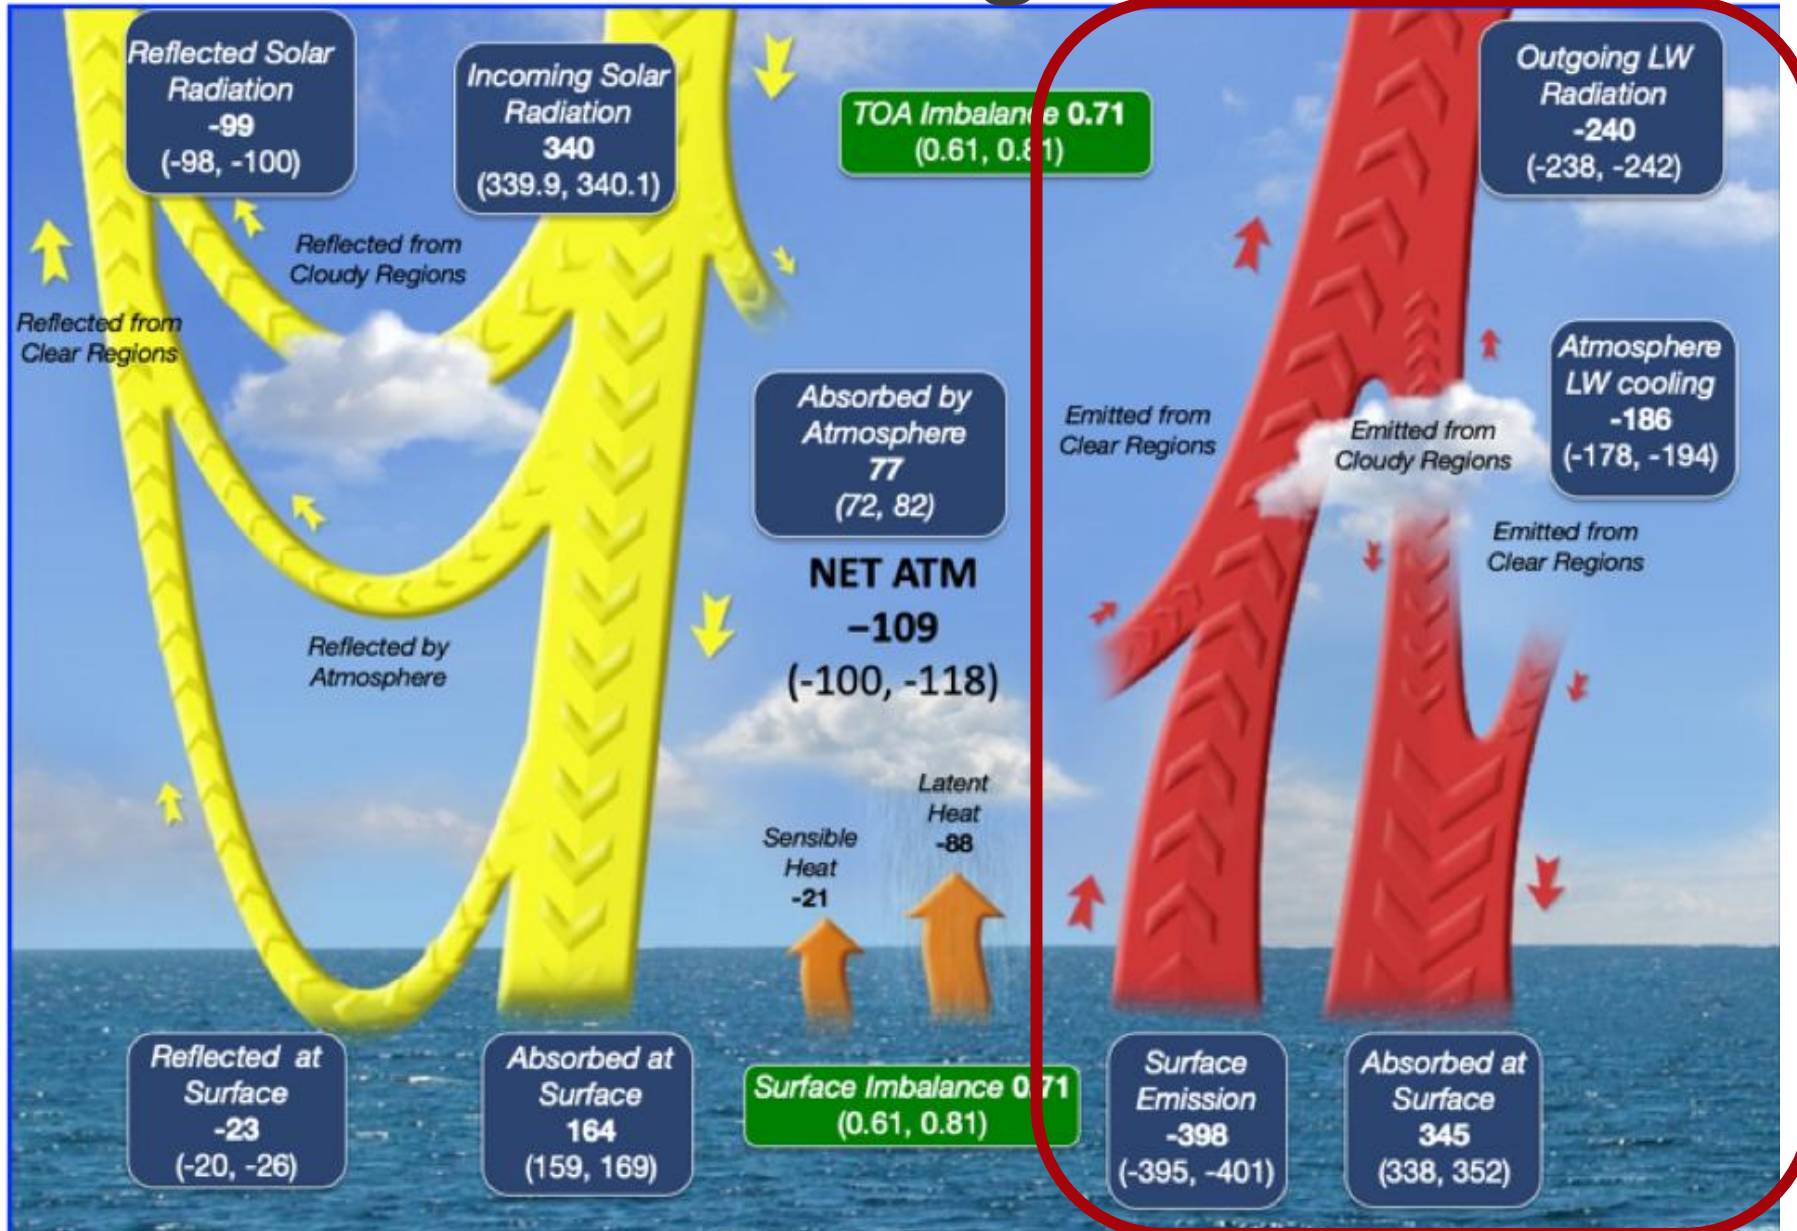 Reflected Solar
Radiation
-99
(-98, -100)
Incoming Solar
Radiation
340
(339.9, 340.1)
TOA Imbalance 0.71
(0.61, 0.81)
Outgoing LW
Radiation
-240
(-238, -242)
Reflected from
Cloudy Regions
Reflected from
Clear Regions
Absorbed by
Atmosphere
77
(72, 82)
NET ATM
–109
(-100, -118)
Emitted from
Clear Regions
Emitted from
Cloudy Regions
Atmosphere
LW cooling
-186
(-178, -194)
Emitted from
Clear Regions
Reflected by
Atmosphere
Sensible
Heat
-21
Latent
Heat
-88
Reflected at
Surface
-23
(-20, -26)
Absorbed at
Surface
164
(159, 169)
Surface Imbalance 0.71
(0.61, 0.81)
Surface
Emission
-398
(-395, -401)
Absorbed at
Surface
345
(338, 352)